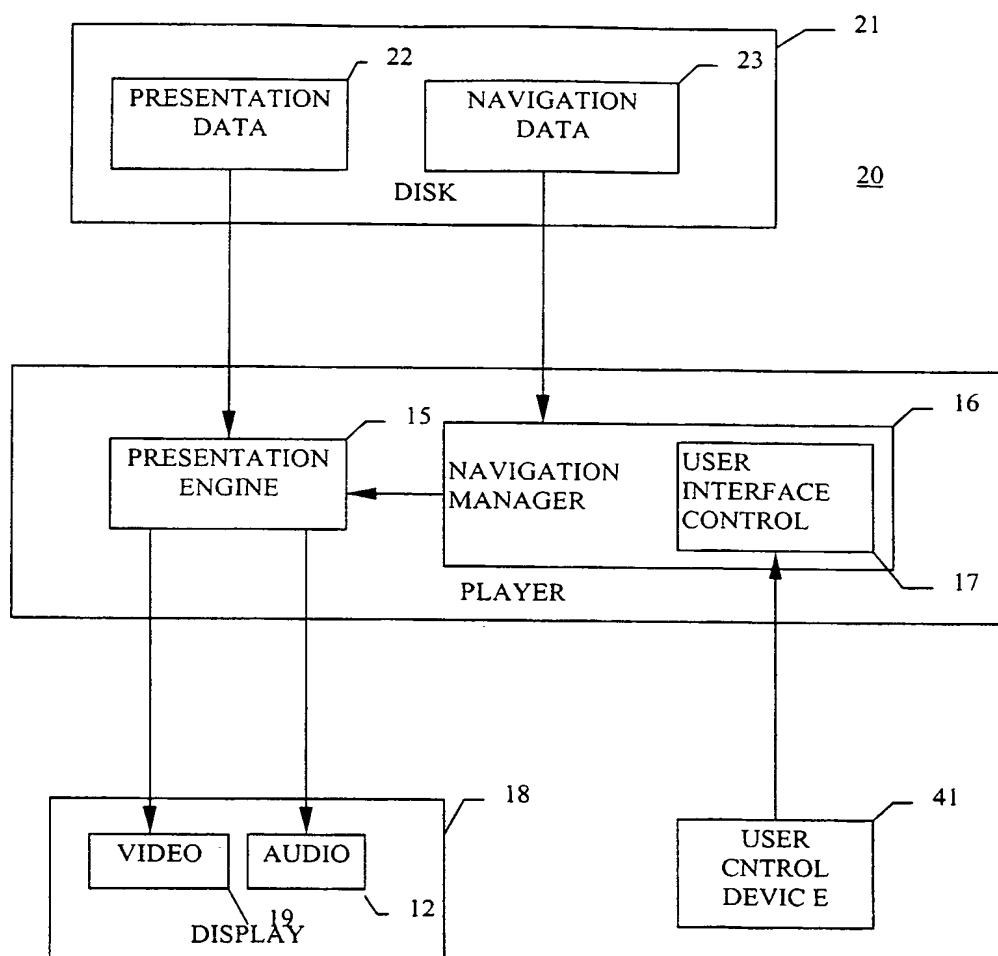 21
22
23
PRESENTATION
DATA
NAVIGATION
DATA
DISK
20
15
16
PRESENTATION
ENGINE
NAVIGATION
MANAGER
USER
INTERFACE
CONTROL
17
PLAYER
18
41
VIDEO
AUDIO
19
12
DISPLAY
USER
CNTROL
DEVIC E